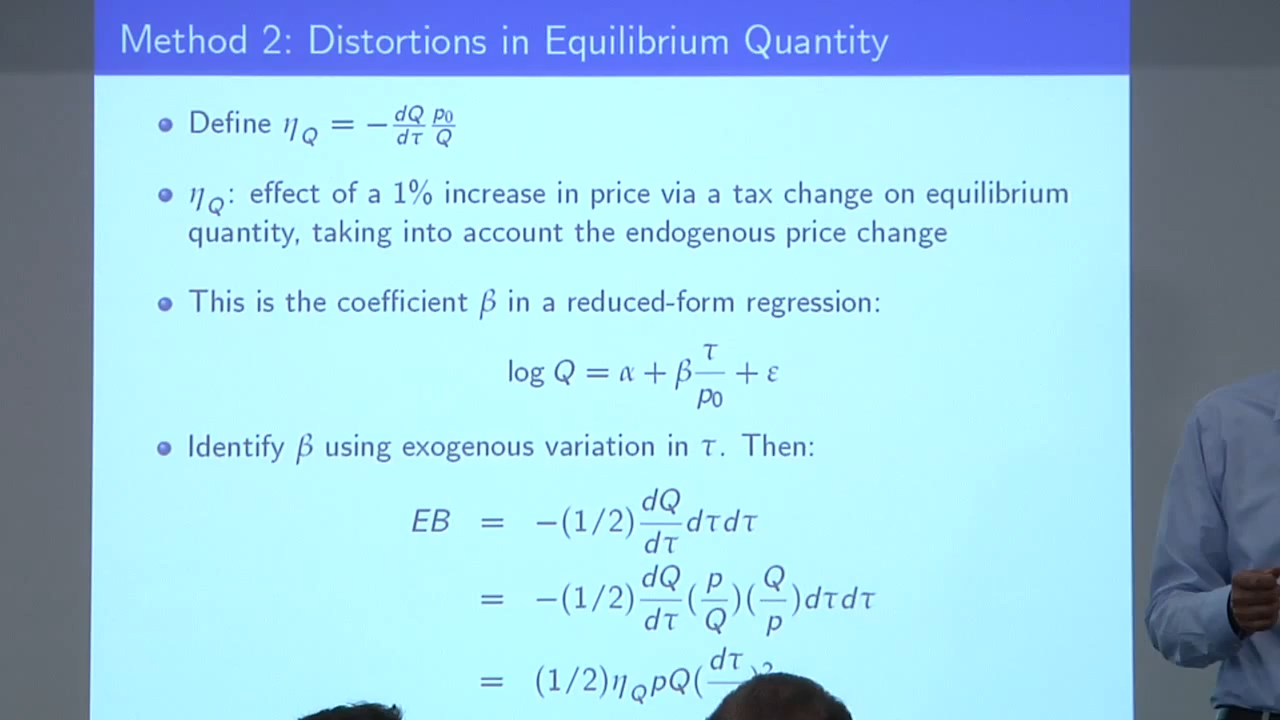 Method 2: Distortions in Equilibrium Quantity
Define η_Q = −dQ/dτ p₀/Q
η_Q: effect of a 1% increase in price via a tax change on equilibrium
quantity, taking into account the endogenous price change
This is the coefficient β in a reduced-form regression:
log Q = α + β τ/p₀ + ε
Identify β using exogenous variation in τ. Then:
EB = −(1/2) dQ/dτ dτdτ
= −(1/2) dQ/dτ (p/Q)(Q/p)dτdτ
= (1/2)η_Q pQ(dτ